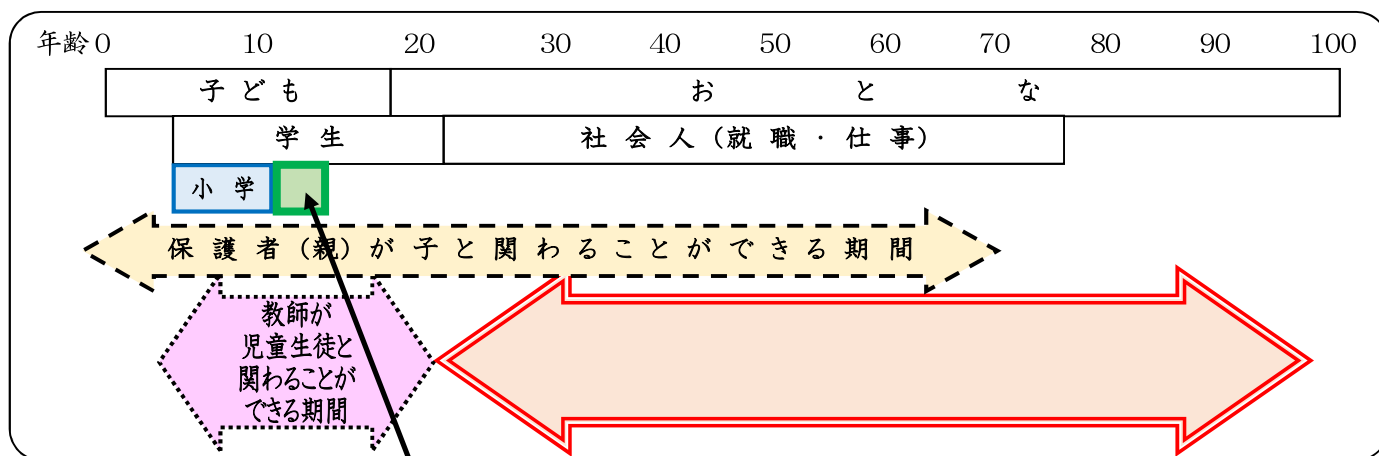 年齢 0 10 20 30 40 50 60 70 80 90 100
子ども おとな
学生 社会人(就職・仕事)
小学
保護者(親)が子と関わることができる期間
教師が
児童生徒と
関わることが
できる期間